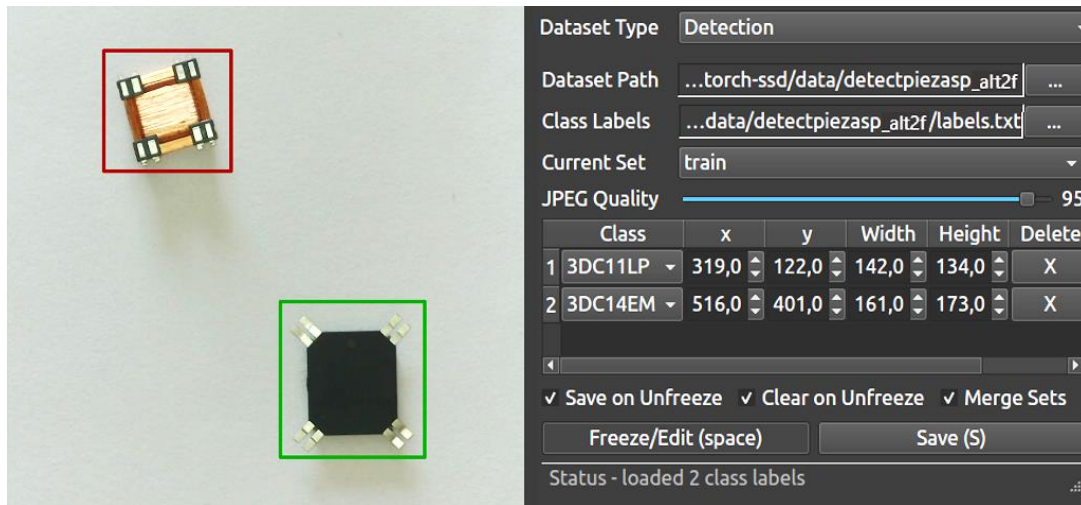 Dataset Type Detection
Dataset Path ...torch-ssd/data/detectpiezasp_alt2f ...
Class Labels ...data/detectpiezasp_alt2f/labels.txt ...
Current Set train
JPEG Quality 95
Class x y Width Height Delete
1 3DC11LP 319,0 122,0 142,0 134,0 X
2 3DC14EM 516,0 401,0 161,0 173,0 X
Save on Unfreeze Clear on Unfreeze Merge Sets
Freeze/Edit (space) Save (S)
Status - loaded 2 class labels